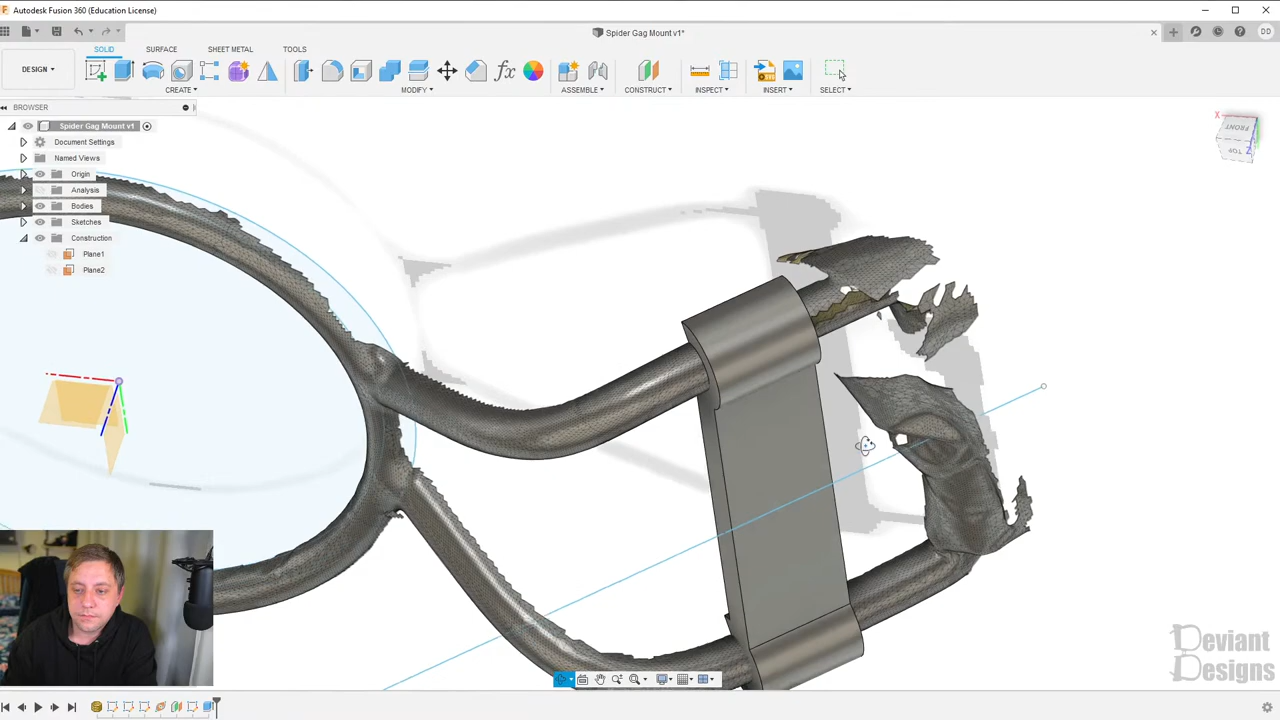 Autodesk Fusion 360 (Education License)
Spider Gag Mount v1*
DD
DESIGN
SOLID SURFACE SHEET METAL TOOLS
CREATE MODIFY ASSEMBLE CONSTRUCT INSPECT INSERT SELECT
BROWSER
Spider Gag Mount v1
Document Settings
Named Views
Origin
Analysis
Bodies
Sketches
Construction
Plane1
Plane2
X
FRONT
TOP
Z
Deviant
Designs